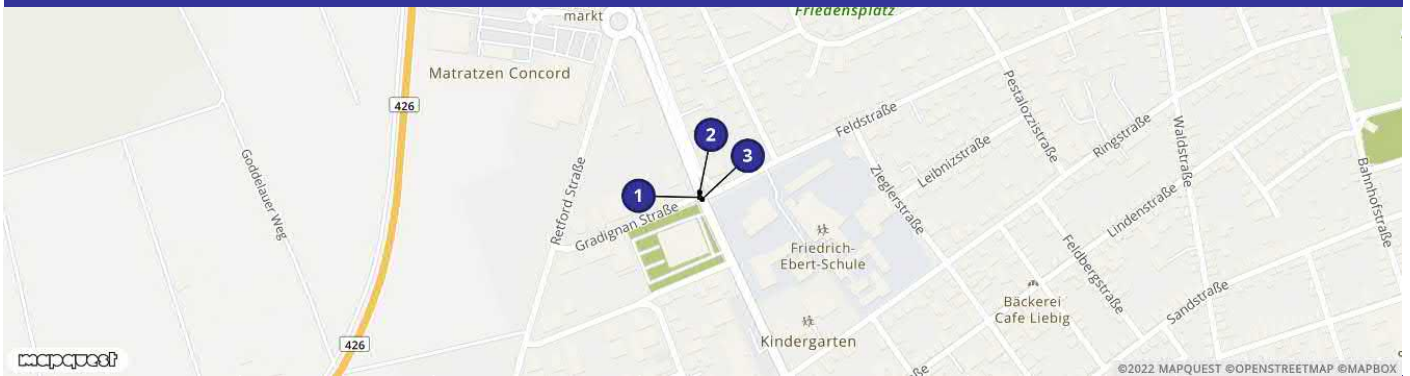 markt
Friedensplatz
Matratzen Concord
426
Goddelauer Weg
Retford Straße
Gradignan Straße
1
2
3
Feldstraße
Pestalozzistraße
Ringstraße
Waldstraße
Leibnizstraße
Zieglerstraße
Lindenstraße
Bahnhofstraße
Feldbergstraße
Sandstraße
Friedrich-
Ebert-Schule
Bäckerei
Cafe Liebig
Kindergarten
426
mapquest
©2022 MAPQUEST ©OPENSTREETMAP ©MAPBOX